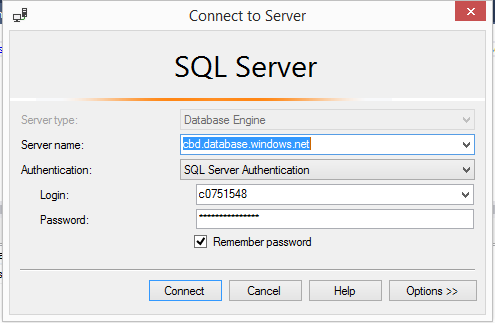 Connect to Server
SQL Server
Server type: Database Engine
Server name: cbd.database.windows.net
Authentication: SQL Server Authentication
Login: c0751548
Password: ***************
Remember password
Connect Cancel Help Options >>